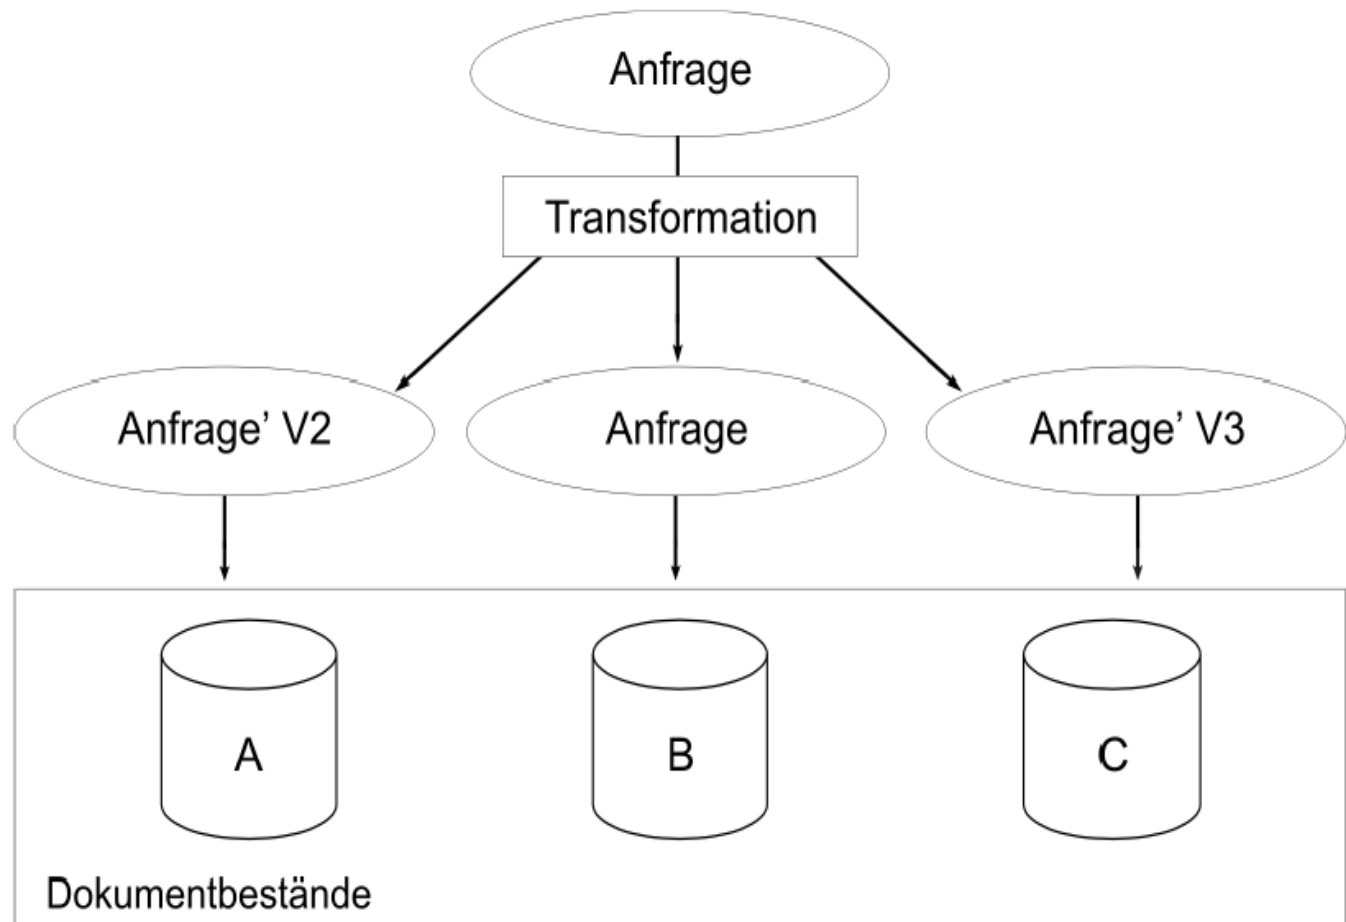 Anfrage
Transformation
Anfrage’ V2
Anfrage
Anfrage’ V3
A
B
C
Dokumentbestände